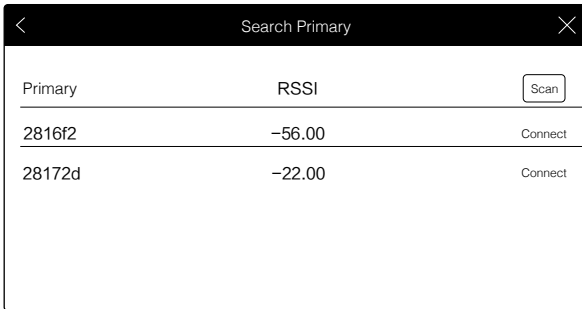 Search Primary
Primary RSSI Scan
2816f2 −56.00 Connect
28172d −22.00 Connect